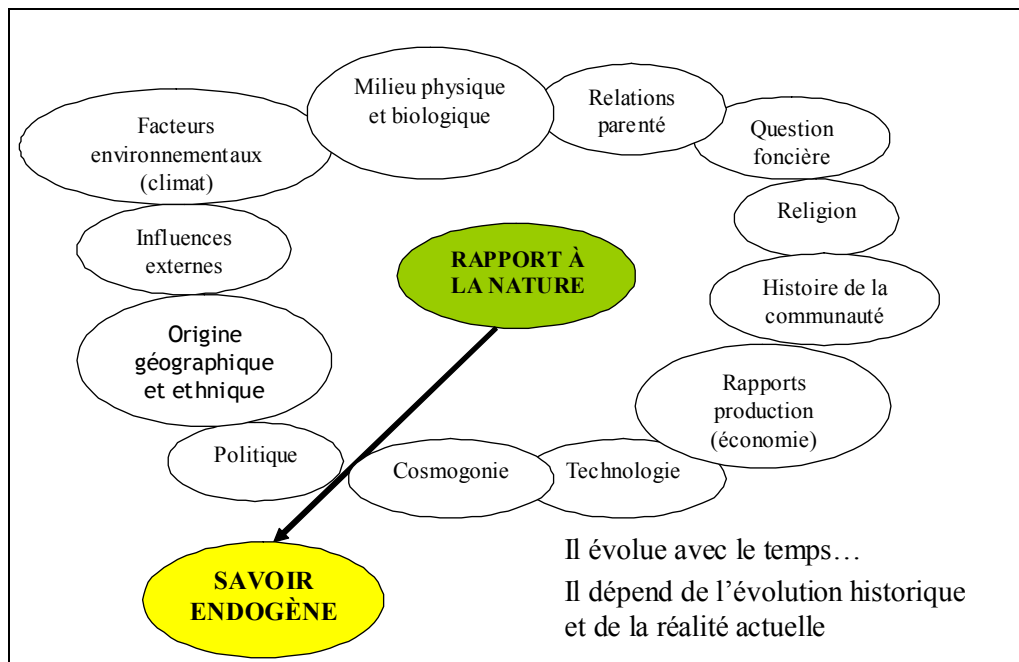 Milieu physique
et biologique
Relations
parenté
Question
foncière
Religion
Histoire de la
communauté
Rapports
production
(économie)
Technologie
Cosmogonie
Politique
Origine
géographique
et ethnique
Influences
externes
Facteurs
environnementaux
(climat)
RAPPORT À
LA NATURE
SAVOIR
ENDOGÈNE
Il évolue avec le temps…
Il dépend de l’évolution historique
et de la réalité actuelle